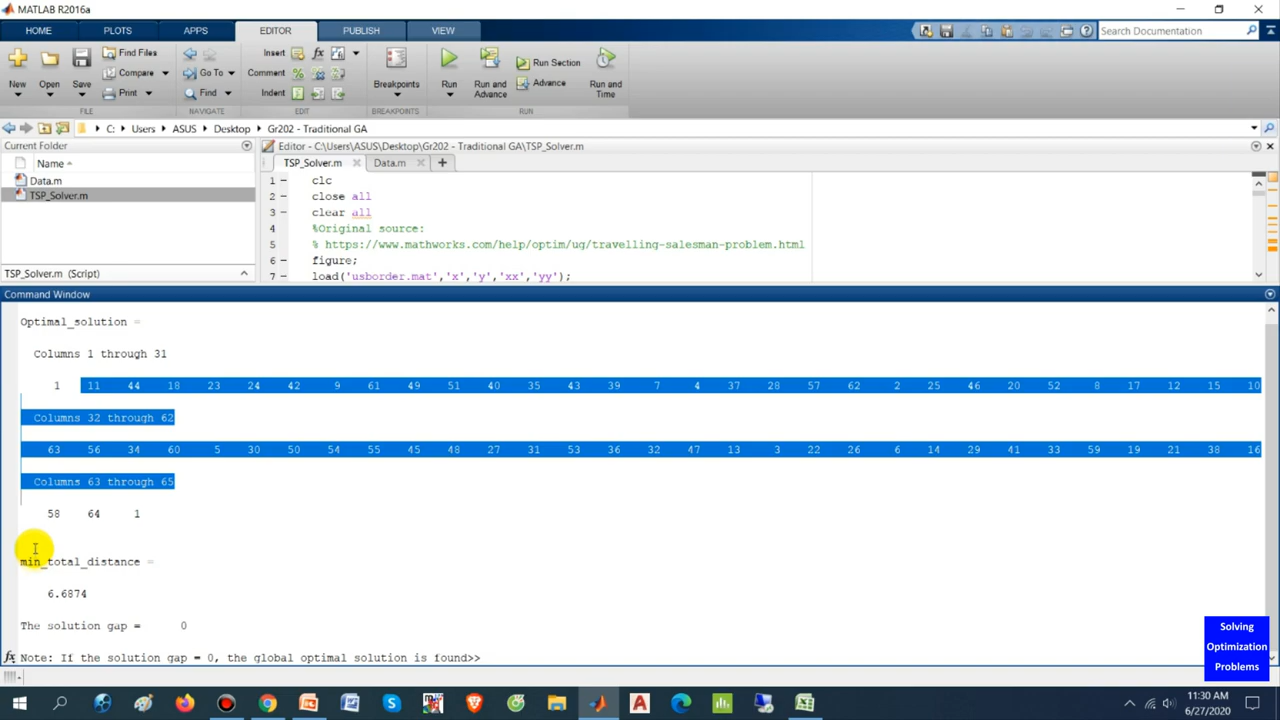 MATLAB R2016a
HOME PLOTS APPS EDITOR PUBLISH VIEW Search Documentation
New Open Save Find Files Compare Print Go To Find Insert Comment Indent Breakpoints Run Run and Advance Run Section Advance Run and Time
FILE NAVIGATE EDIT BREAKPOINTS RUN
C: Users ASUS Desktop Gr202 - Traditional GA
Current Folder
Name
Data.m
TSP_Solver.m
TSP_Solver.m (Script)
Editor - C:\Users\ASUS\Desktop\Gr202 - Traditional GA\TSP_Solver.m
TSP_Solver.m Data.m
1 clc
2 close all
3 clear all
4 %Original source:
5 % https://www.mathworks.com/help/optim/ug/travelling-salesman-problem.html
6 figure;
7 load('usborder.mat','x','y','xx','yy');
Command Window
Optimal_solution =
Columns 1 through 31
1 11 44 18 23 24 42 9 61 49 51 40 35 43 39 7 4 37 28 57 62 2 25 46 20 52 8 17 12 15 10
Columns 32 through 62
63 56 34 60 5 30 50 54 55 45 48 27 31 53 36 32 47 13 3 22 26 6 14 29 41 33 59 19 21 38 16
Columns 63 through 65
58 64 1
min_total_distance =
6.6874
The solution gap = 0
fx Note: If the solution gap = 0, the global optimal solution is found>>
Solving
Optimization
Problems
11:30 AM
6/27/2020